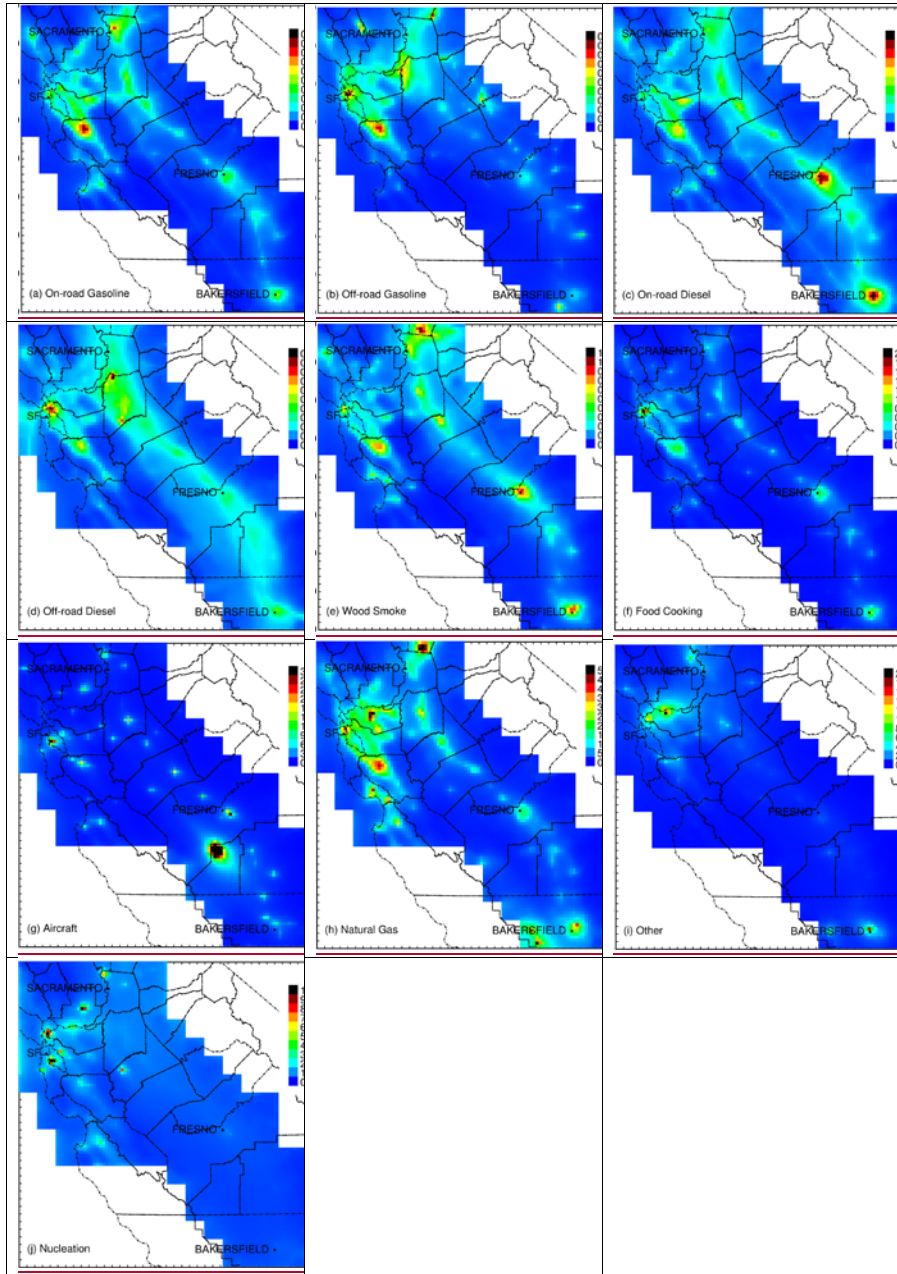 SACRAMENTO
SF
FRESNO
BAKERSFIELD
(a) On-road Gasoline
SACRAMENTO
SF
FRESNO
BAKERSFIELD
(b) Off-road Gasoline
SACRAMENTO
SF
FRESNO
BAKERSFIELD
(c) On-road Diesel
SACRAMENTO
SF
FRESNO
BAKERSFIELD
(d) Off-road Diesel
SACRAMENTO
SF
FRESNO
BAKERSFIELD
(e) Wood Smoke
SACRAMENTO
SF
FRESNO
BAKERSFIELD
(f) Food Cooking
SACRAMENTO
SF
FRESNO
BAKERSFIELD
(g) Aircraft
SACRAMENTO
SF
FRESNO
BAKERSFIELD
(h) Natural Gas
SACRAMENTO
SF
FRESNO
BAKERSFIELD
(i) Other
SACRAMENTO
SF
FRESNO
BAKERSFIELD
(j) Nucleation